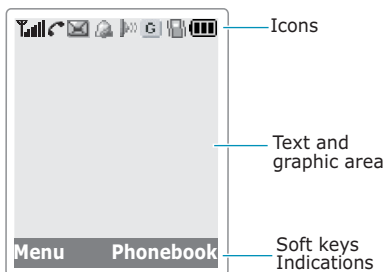 Icons
G
Text and
graphic area
Menu Phonebook
Soft keys
Indications